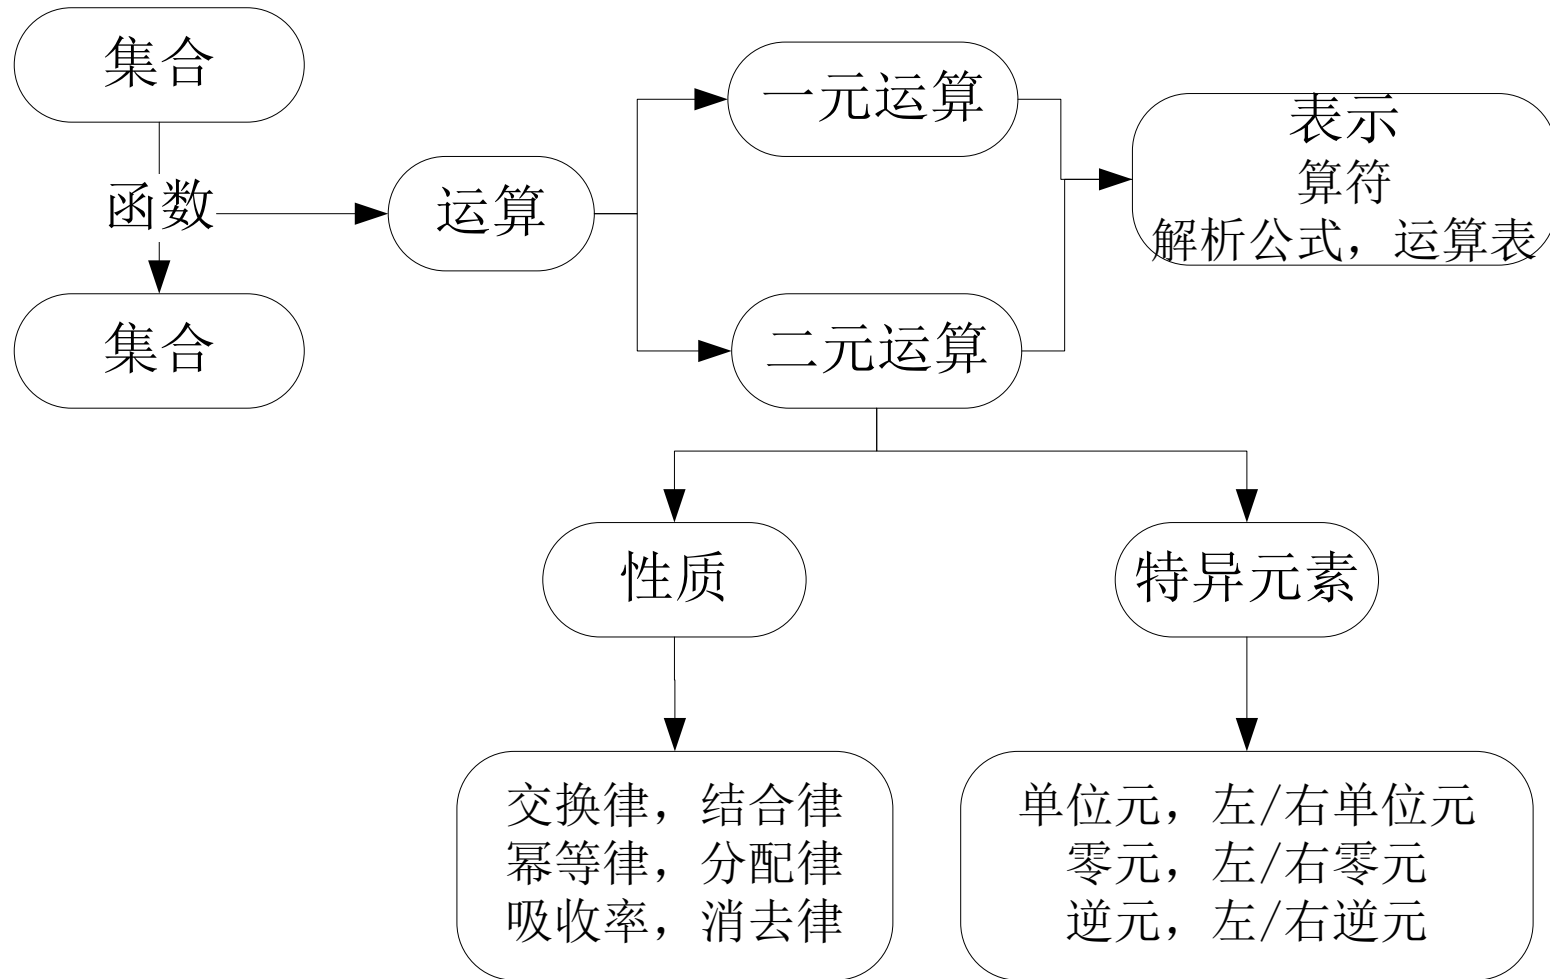 集合
函数
集合
运算
一元运算
二元运算
表示
算符
解析公式，运算表
性质
特异元素
交换律，结合律
幂等律，分配律
吸收率，消去律
单位元，左/右单位元
零元，左/右零元
逆元，左/右逆元